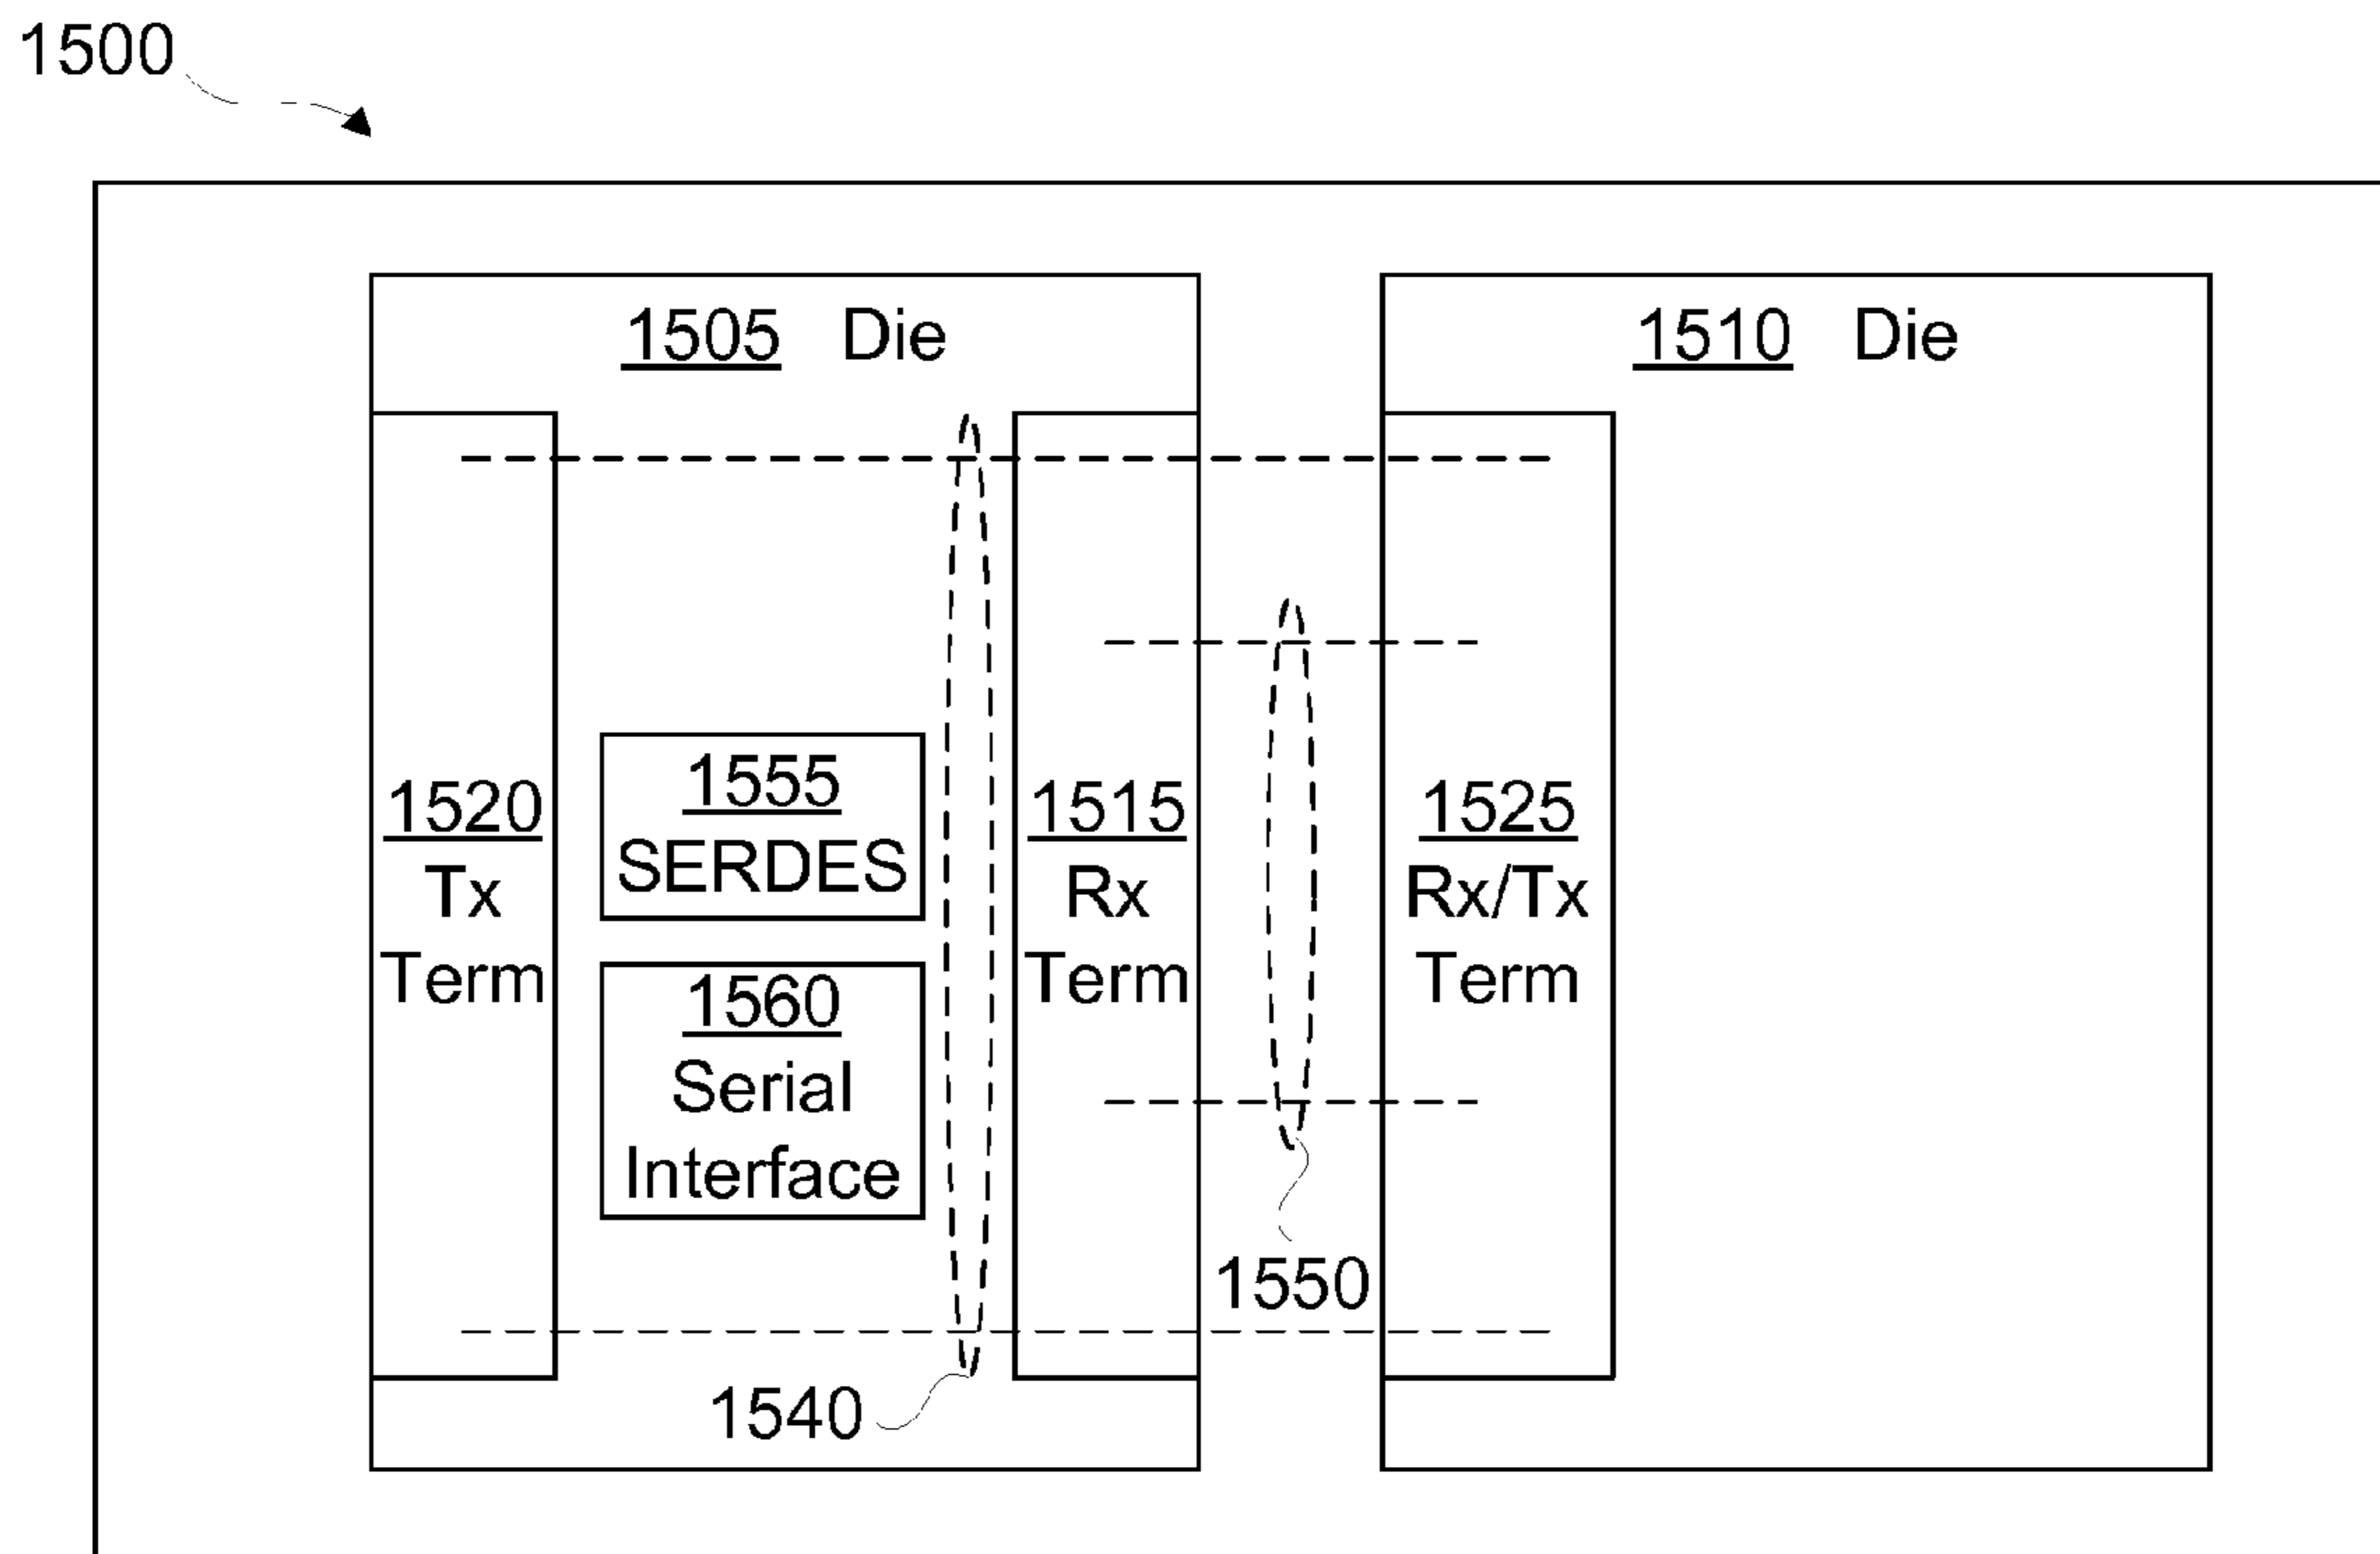 1500
1505 Die
1510 Die
1520
Tx
Term
1555
SERDES
1560
Serial
Interface
1515
Rx
Term
1525
Rx/Tx
Term
1550
1540